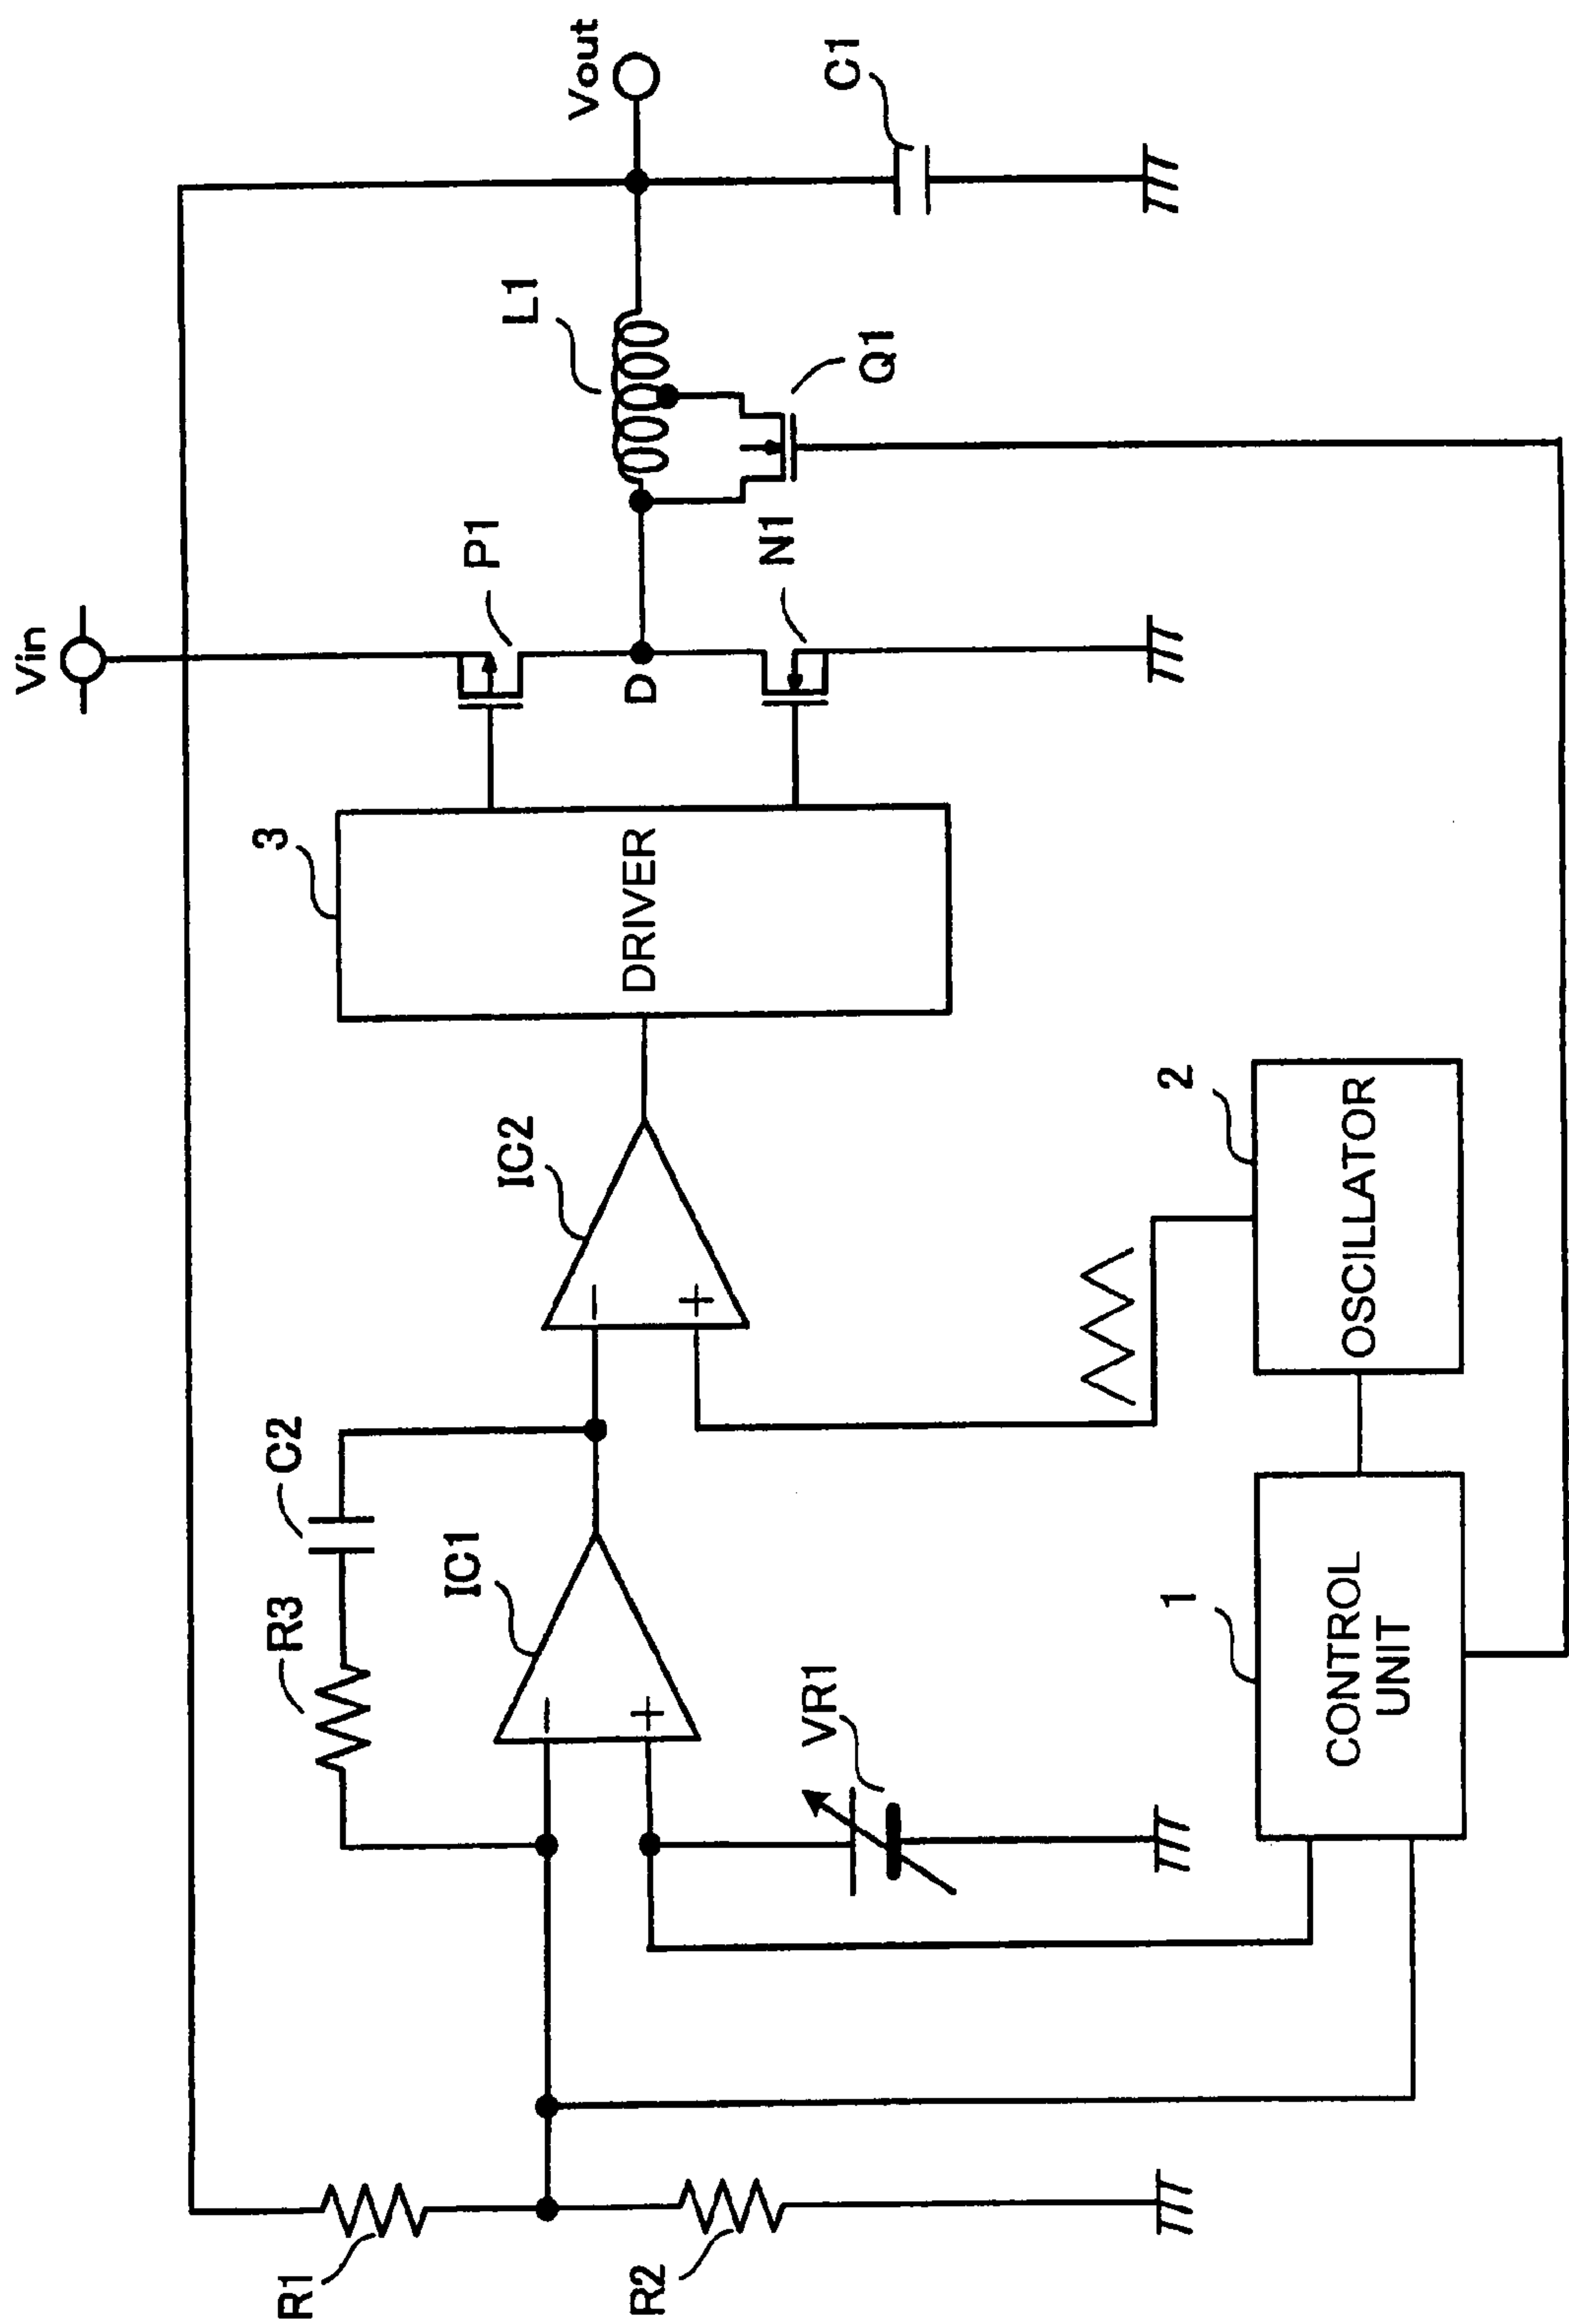 Vin
Vout
P1
L1
C1
3
DRIVER
D
N1
Q1
C2
R3
IC2
IC1
−
+
−
+
VR1
2
OSCILLATOR
1
CONTROL
UNIT
R1
R2